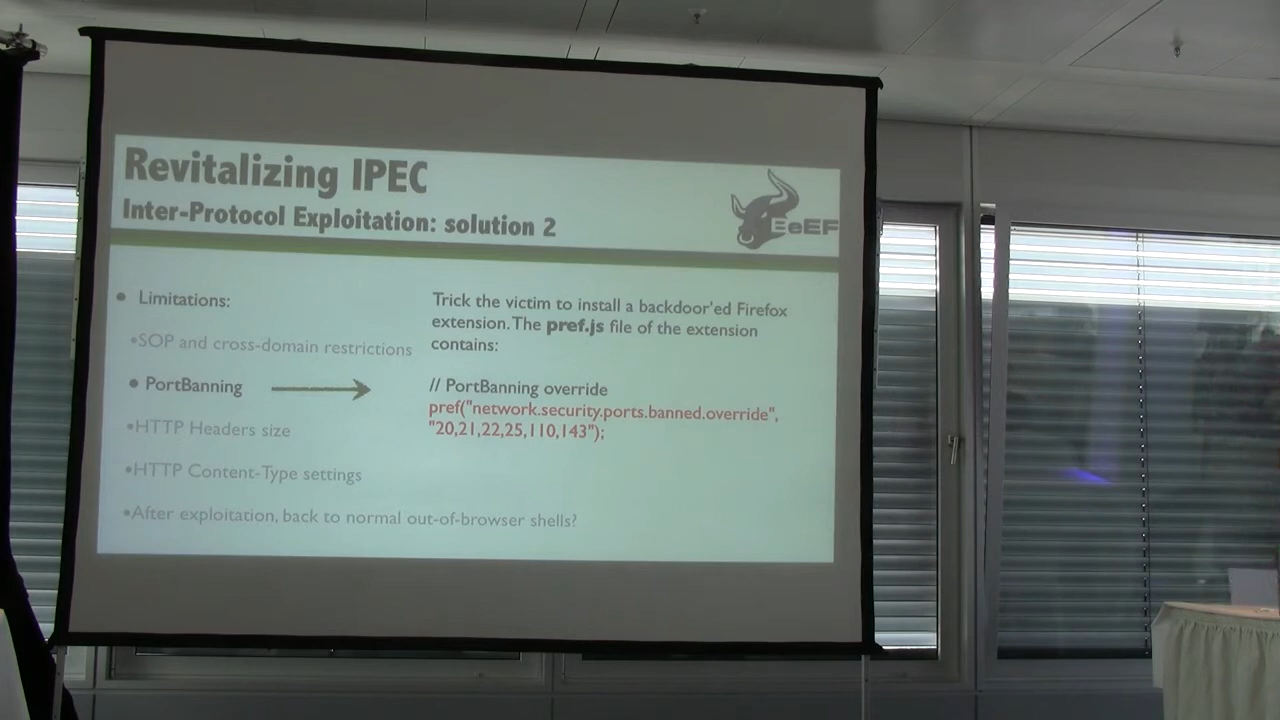 Revitalizing IPEC
Inter-Protocol Exploitation: solution 2
BeEF
• Limitations:
•SOP and cross-domain restrictions
• PortBanning
•HTTP Headers size
•HTTP Content-Type settings
•After exploitation, back to normal out-of-browser shells?
Trick the victim to install a backdoor'ed Firefox
extension. The pref.js file of the extension
contains:
// PortBanning override
pref("network.security.ports.banned.override",
"20,21,22,25,110,143");